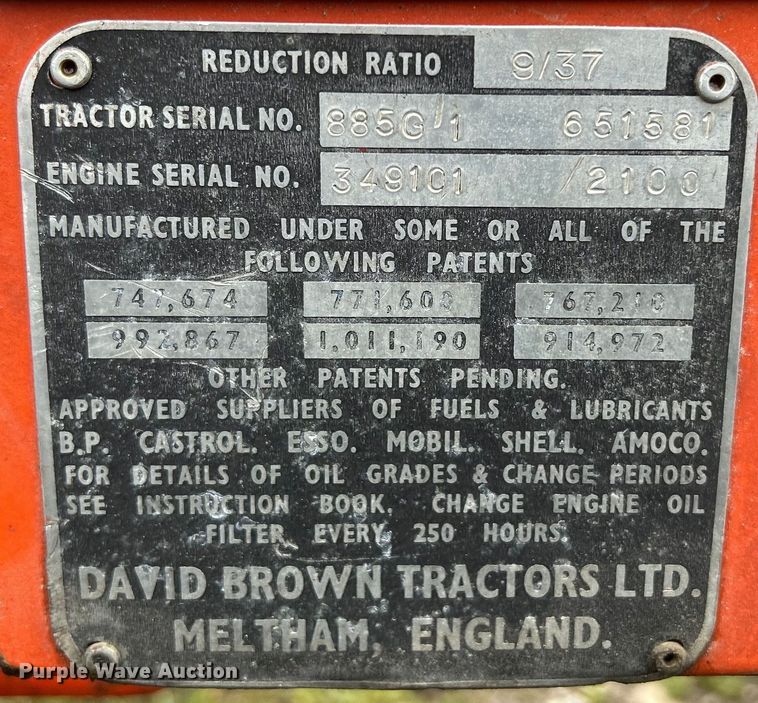 REDUCTION RATIO 9/37
TRACTOR SERIAL NO. 885G/1 651581
ENGINE SERIAL NO. 349101 /2100
MANUFACTURED UNDER SOME OR ALL OF THE
FOLLOWING PATENTS
747,674 771,608 767,210
992,867 1,011,190 914,972
OTHER PATENTS PENDING.
APPROVED SUPPLIERS OF FUELS & LUBRICANTS
B.P. CASTROL. ESSO. MOBIL. SHELL. AMOCO.
FOR DETAILS OF OIL GRADES & CHANGE PERIODS
SEE INSTRUCTION BOOK. CHANGE ENGINE OIL
FILTER EVERY 250 HOURS.
DAVID BROWN TRACTORS LTD.
MELTHAM, ENGLAND.
Purple Wave Auction